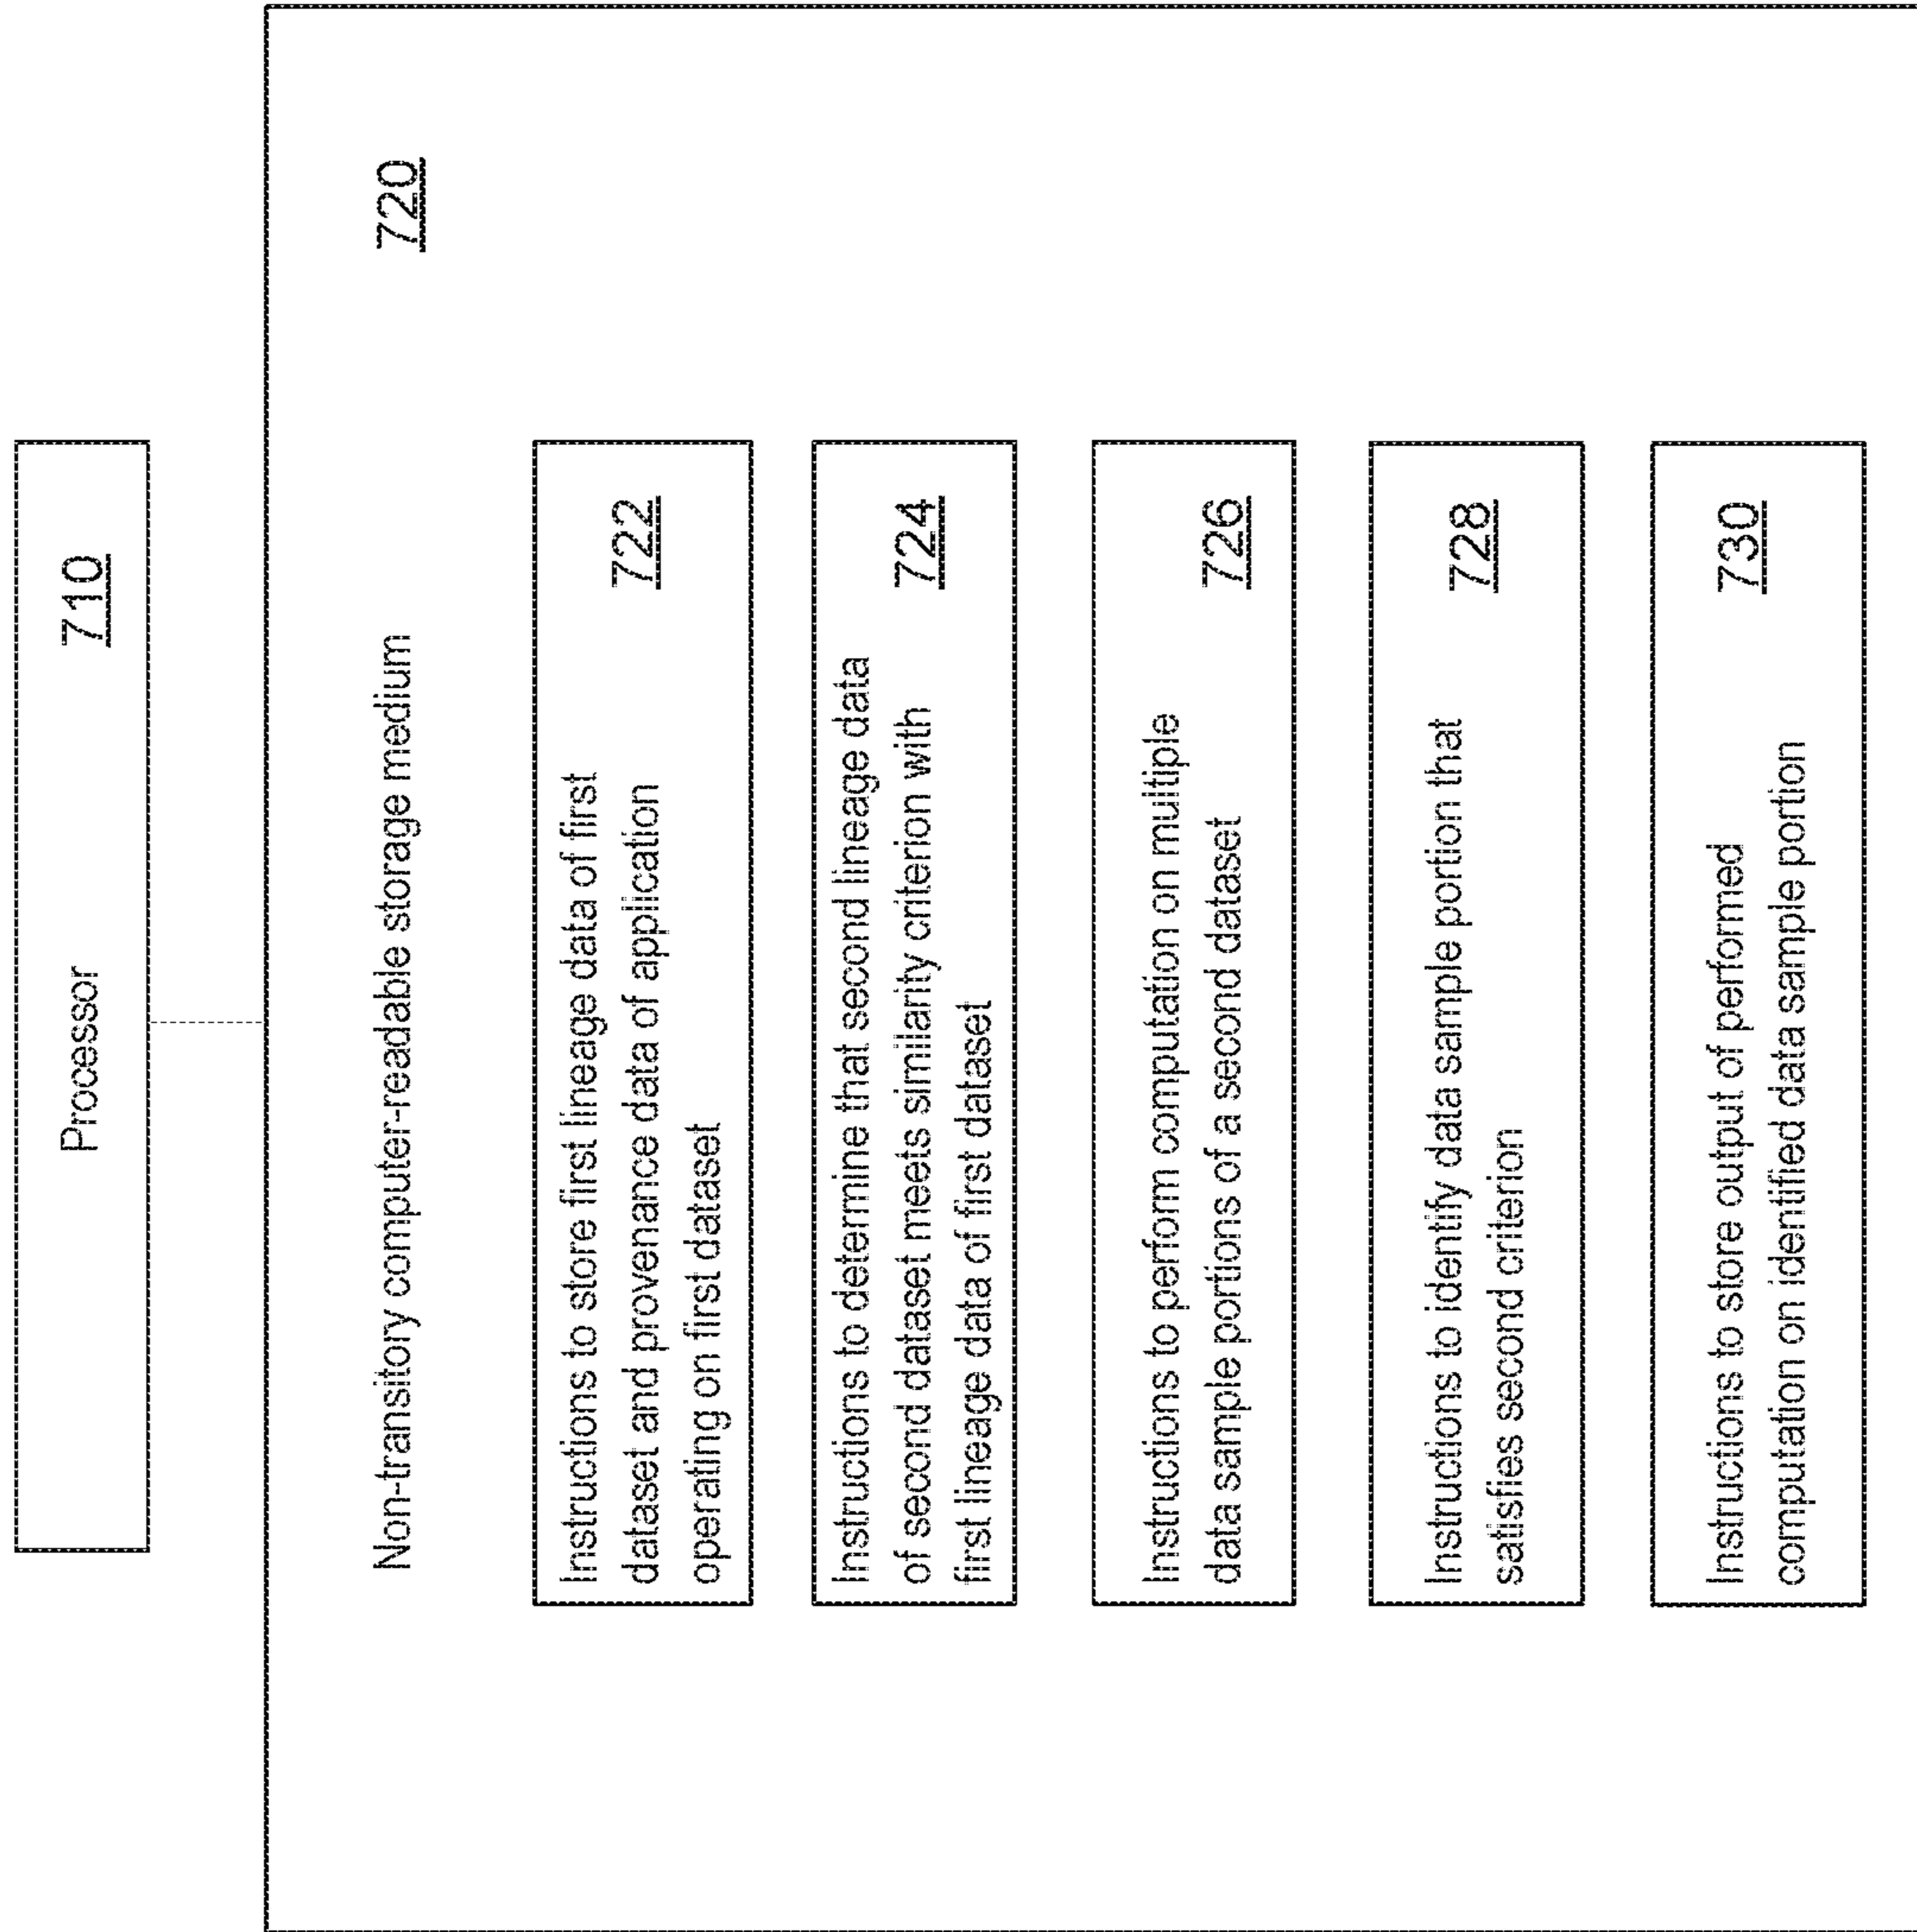 Processor 710
Non-transitory computer-readable storage medium 720
Instructions to store first lineage data of first
dataset and provenance data of application
operating on first dataset
722
Instructions to determine that second lineage data
of second dataset meets similarity criterion with
first lineage data of first dataset
724
Instructions to perform computation on multiple
data sample portions of a second dataset
726
Instructions to identify data sample portion that
satisfies second criterion
728
Instructions to store output of performed
computation on identified data sample portion
730